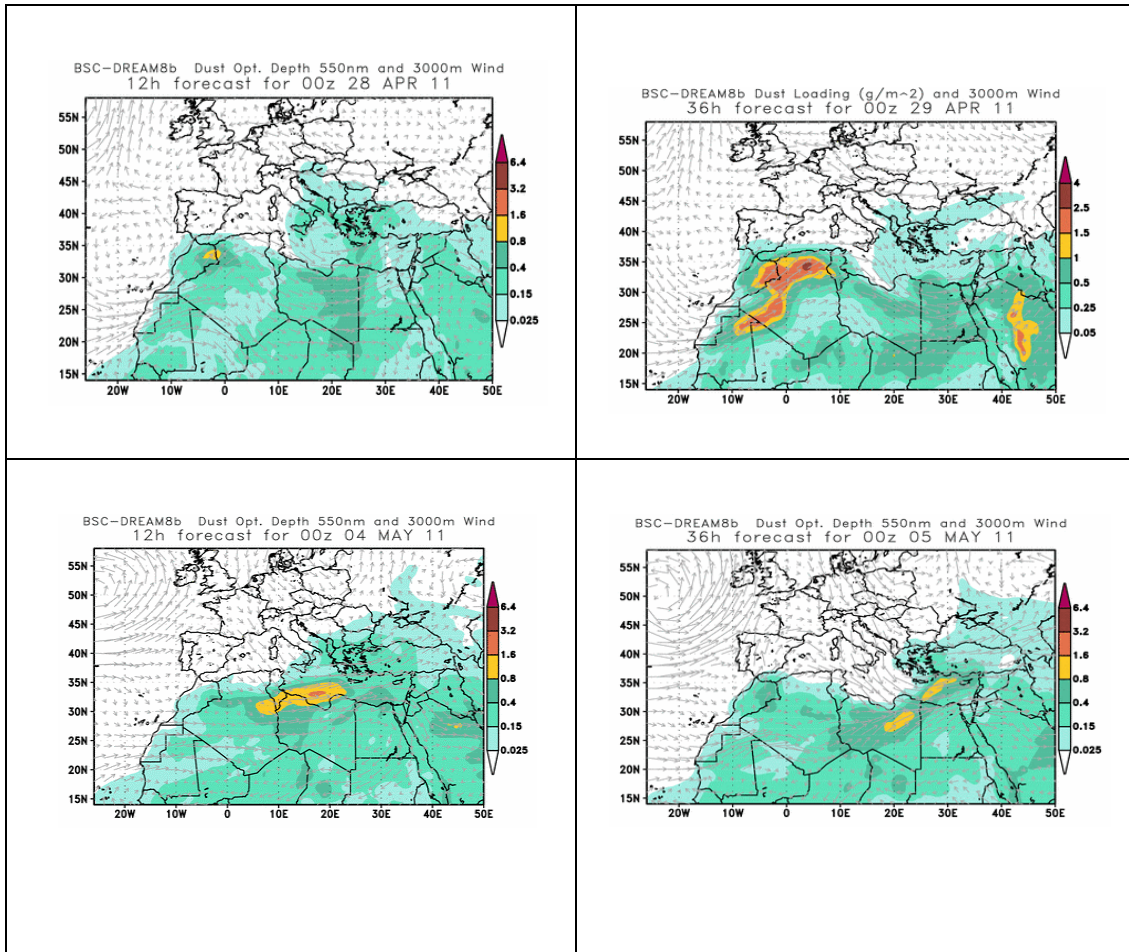 BSC-DREAM8b Dust Opt. Depth 550nm and 3000m Wind
12h forecast for 00z 28 APR 11
55N
50N
45N
40N
35N
30N
25N
20N
15N
20W 10W 0 10E 20E 30E 40E 50E
6.4
3.2
1.6
0.8
0.4
0.15
0.025
BSC-DREAM8b Dust Loading (g/m^2) and 3000m Wind
36h forecast for 00z 29 APR 11
55N
50N
45N
40N
35N
30N
25N
20N
15N
20W 10W 0 10E 20E 30E 40E 50E
4
2.5
1.5
1
0.5
0.25
0.05
BSC-DREAM8b Dust Opt. Depth 550nm and 3000m Wind
12h forecast for 00z 04 MAY 11
55N
50N
45N
40N
35N
30N
25N
20N
15N
20W 10W 0 10E 20E 30E 40E 50E
6.4
3.2
1.6
0.8
0.4
0.15
0.025
BSC-DREAM8b Dust Opt. Depth 550nm and 3000m Wind
36h forecast for 00z 05 MAY 11
55N
50N
45N
40N
35N
30N
25N
20N
15N
20W 10W 0 10E 20E 30E 40E 50E
6.4
3.2
1.6
0.8
0.4
0.15
0.025